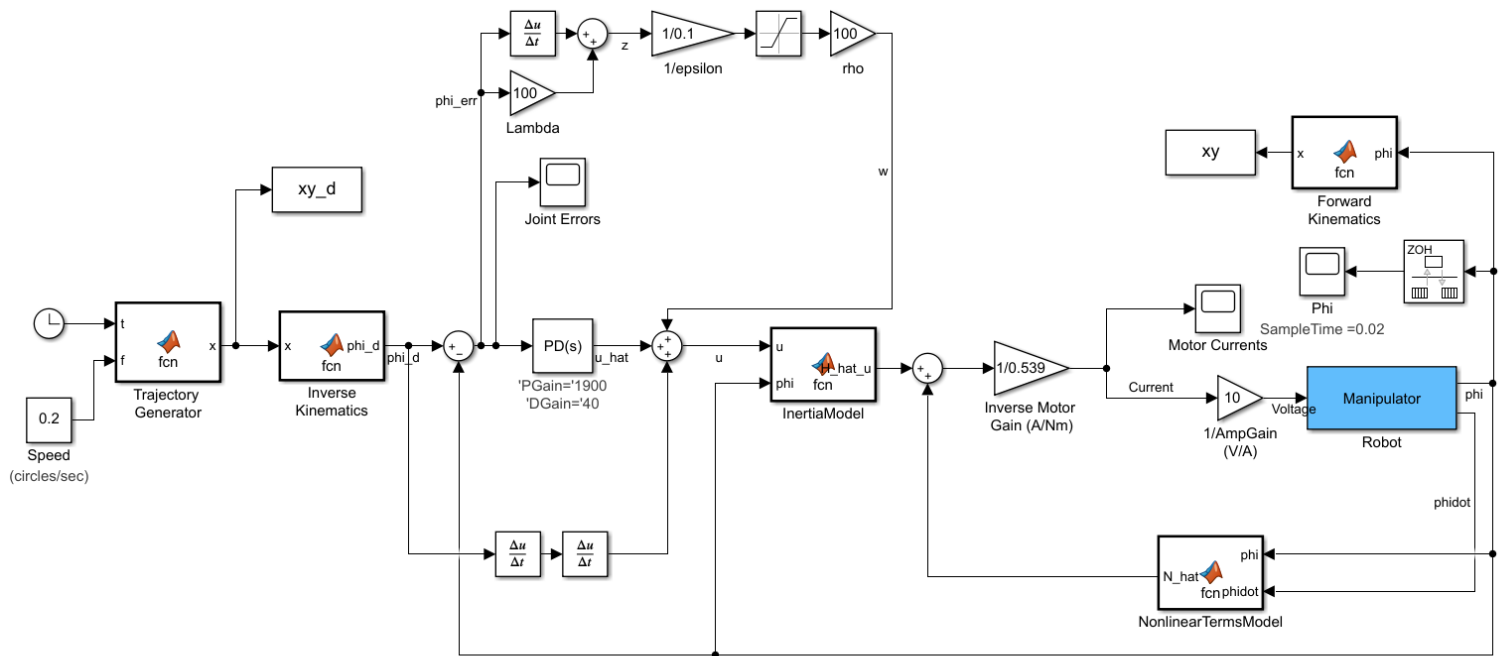 Δu
Δt
+
+
z
1/0.1
1/epsilon
100
rho
phi_err
100
Lambda
w
xy_d
Joint Errors
xy
x
fcn
phi
Forward
Kinematics
ZOH
Phi
SampleTime =0.02
t
f
fcn
x
Trajectory
Generator
x
fcn
phi_d
Inverse
Kinematics
phi_d
+
−
PD(s)
u_hat
'PGain='1900
'DGain='40
+
+
+
u
u
phi
fcn
H_hat_u
InertiaModel
+
+
1/0.539
Inverse Motor
Gain (A/Nm)
Motor Currents
Current
10
1/AmpGain
(V/A)
Voltage
Manipulator
Robot
phi
0.2
Speed
(circles/sec)
phidot
Δu
Δt
Δu
Δt
N_hat
fcn
phi
phidot
NonlinearTermsModel